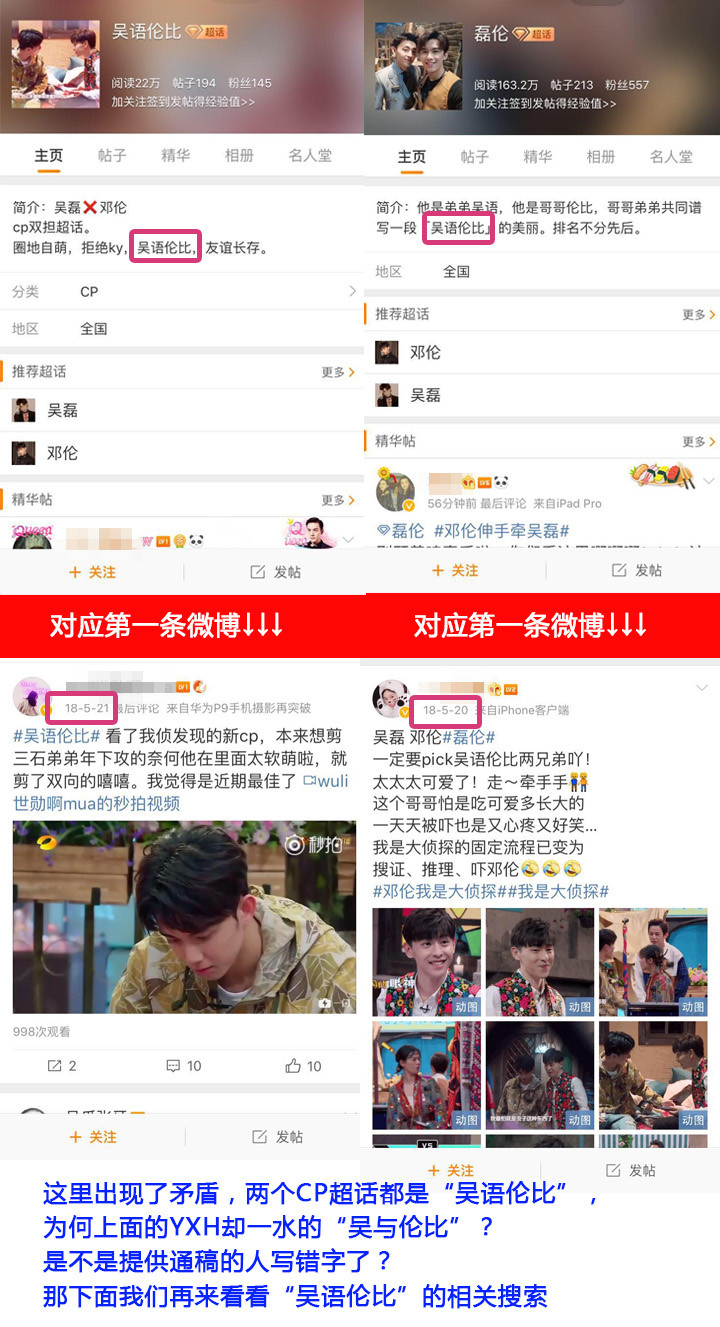 吴语伦比 超话
阅读22万 帖子194 粉丝145
加关注签到发帖得经验值>>
主页 帖子 精华 相册 名人堂
简介：吴磊❌邓伦
cp双担超话。
圈地自萌，拒绝ky，吴语伦比，友谊长存。
分类 CP
地区 全国
推荐超话 更多
吴磊
邓伦
精华帖 更多
LV1
+ 关注 发帖
磊伦 超话
阅读163.2万 帖子213 粉丝557
加关注签到发帖得经验值>>
主页 帖子 精华 相册 名人堂
简介：他是弟弟吴语，他是哥哥伦比，哥哥弟弟共同谱
写一段「吴语伦比」的美丽。排名不分先后。
地区 全国
推荐超话 更多
邓伦
吴磊
精华帖 更多
LV5
56分钟前 最后评论 来自iPad Pro
磊伦 #邓伦伸手牵吴磊#
+ 关注 发帖
对应第一条微博↓↓↓
对应第一条微博↓↓↓
LV1
18-5-21 最后评论 来自华为P9手机摄影再突破
#吴语伦比# 看了我侦发现的新cp，本来想剪
三石弟弟年下攻的奈何他在里面太软萌啦，就
剪了双向的嘻嘻。我觉得是近期最佳了 wuli
世勋啊mua的秒拍视频
秒拍
998次观看
2 10 10
+ 关注 发帖
LV2
18-5-20 来自iPhone客户端
吴磊 邓伦#磊伦#
一定要pick吴语伦比两兄弟吖！
太太太可爱了！走～牵手手
这个哥哥怕是吃可爱多长大的
一天天被吓也是又心疼又好笑...
我是大侦探的固定流程已变为
搜证、推理、吓邓伦
#邓伦我是大侦探##我是大侦探#
动图 动图 动图
动图 动图 动图
VS
+ 关注 发帖
这里出现了矛盾，两个CP超话都是“吴语伦比”，
为何上面的YXH却一水的“吴与伦比”？
是不是提供通稿的人写错字了？
那下面我们再来看看“吴语伦比”的相关搜索